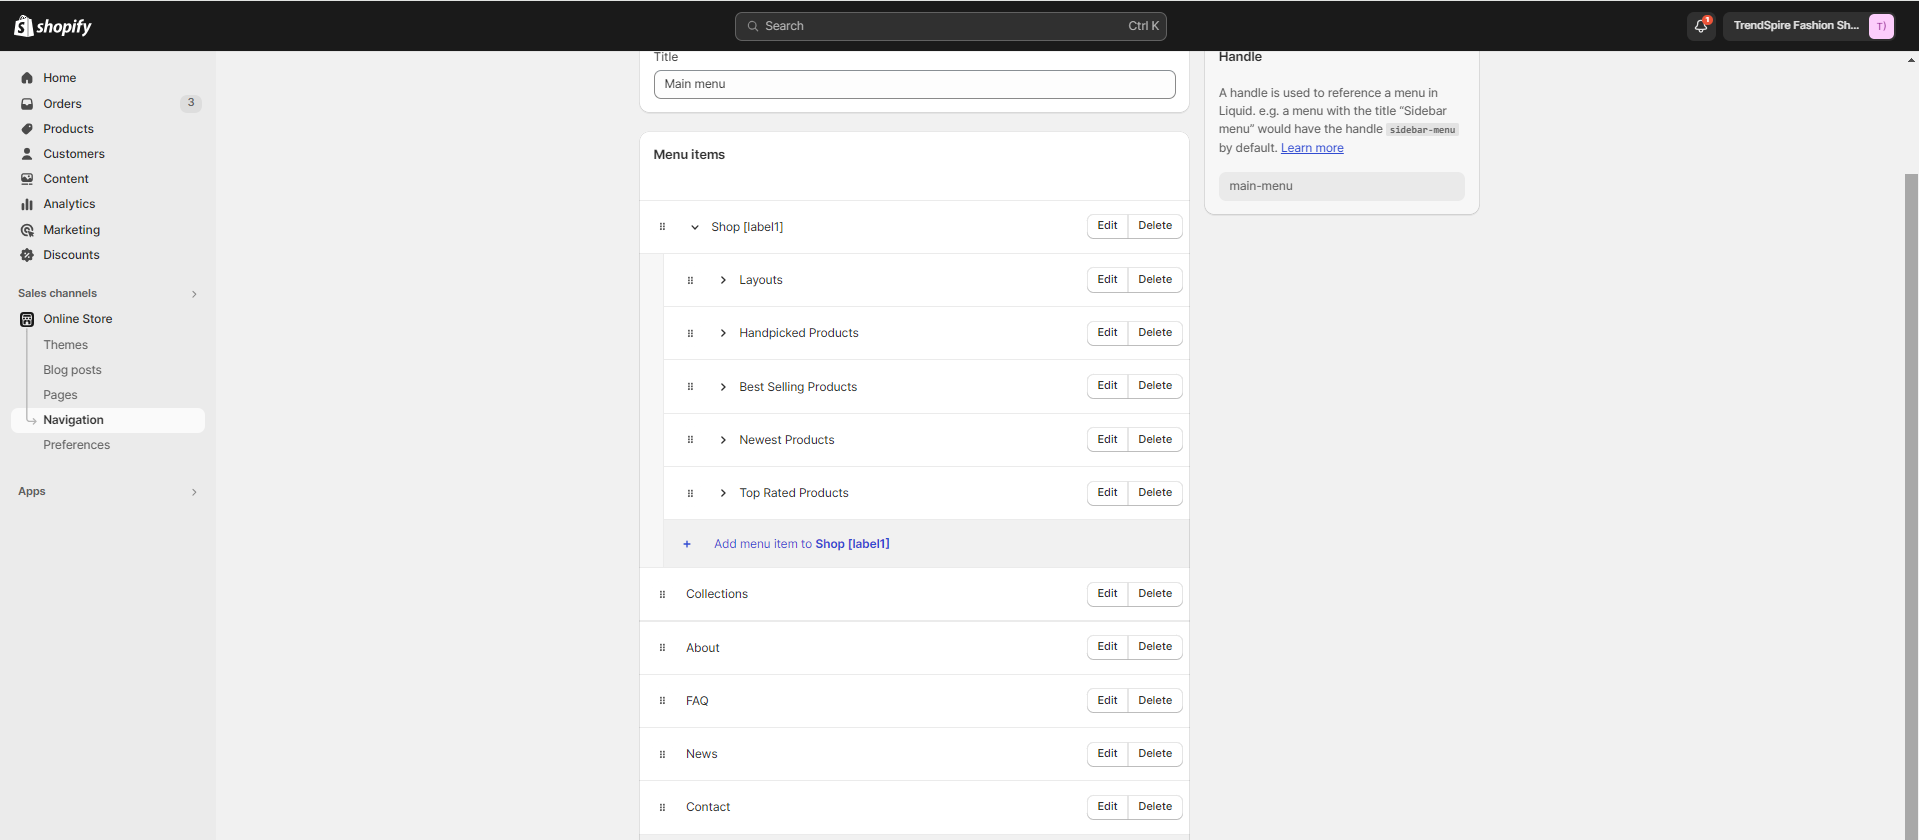 shopify
Search
Ctrl K
1
TrendSpire Fashion Sh...
T)
Home
Orders
3
Products
Customers
Content
Analytics
Marketing
Discounts
Sales channels
Online Store
Themes
Blog posts
Pages
Navigation
Preferences
Apps
Title
Main menu
Menu items
Shop [label1]
Edit
Delete
Layouts
Edit
Delete
Handpicked Products
Edit
Delete
Best Selling Products
Edit
Delete
Newest Products
Edit
Delete
Top Rated Products
Edit
Delete
+ Add menu item to Shop [label1]
Collections
Edit
Delete
About
Edit
Delete
FAQ
Edit
Delete
News
Edit
Delete
Contact
Edit
Delete
Handle
A handle is used to reference a menu in
Liquid. e.g. a menu with the title “Sidebar
menu” would have the handle sidebar-menu
by default. Learn more
main-menu